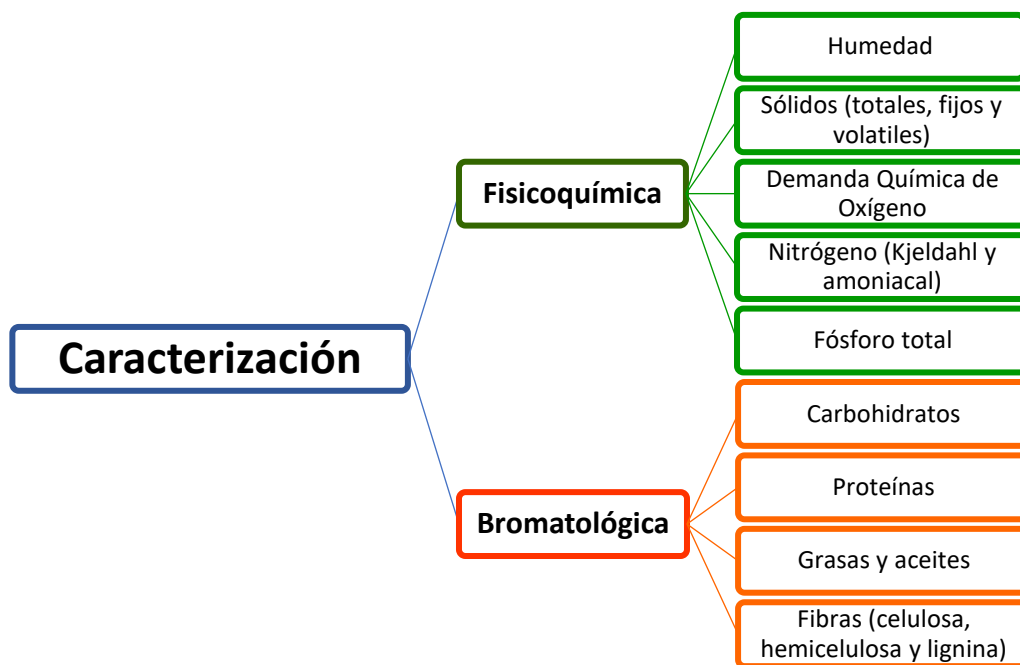 Caracterización
Fisicoquímica
Humedad
Sólidos (totales, fijos y
volatiles)
Demanda Química de
Oxígeno
Nitrógeno (Kjeldahl y
amoniacal)
Fósforo total
Bromatológica
Carbohidratos
Proteínas
Grasas y aceites
Fibras (celulosa,
hemicelulosa y lignina)